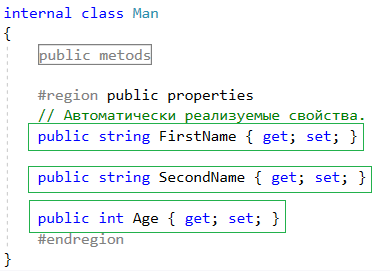 internal class Man
{
public metods
#region public properties
// Автоматически реализуемые свойства.
public string FirstName { get; set; }
public string SecondName { get; set; }
public int Age { get; set; }
#endregion
}